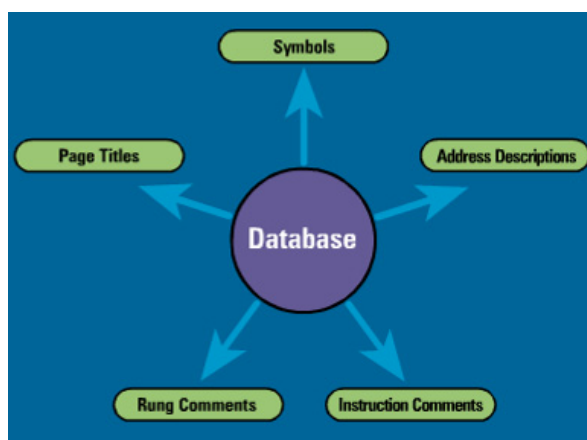 Symbols
Page Titles
Address Descriptions
Database
Rung Comments
Instruction Comments